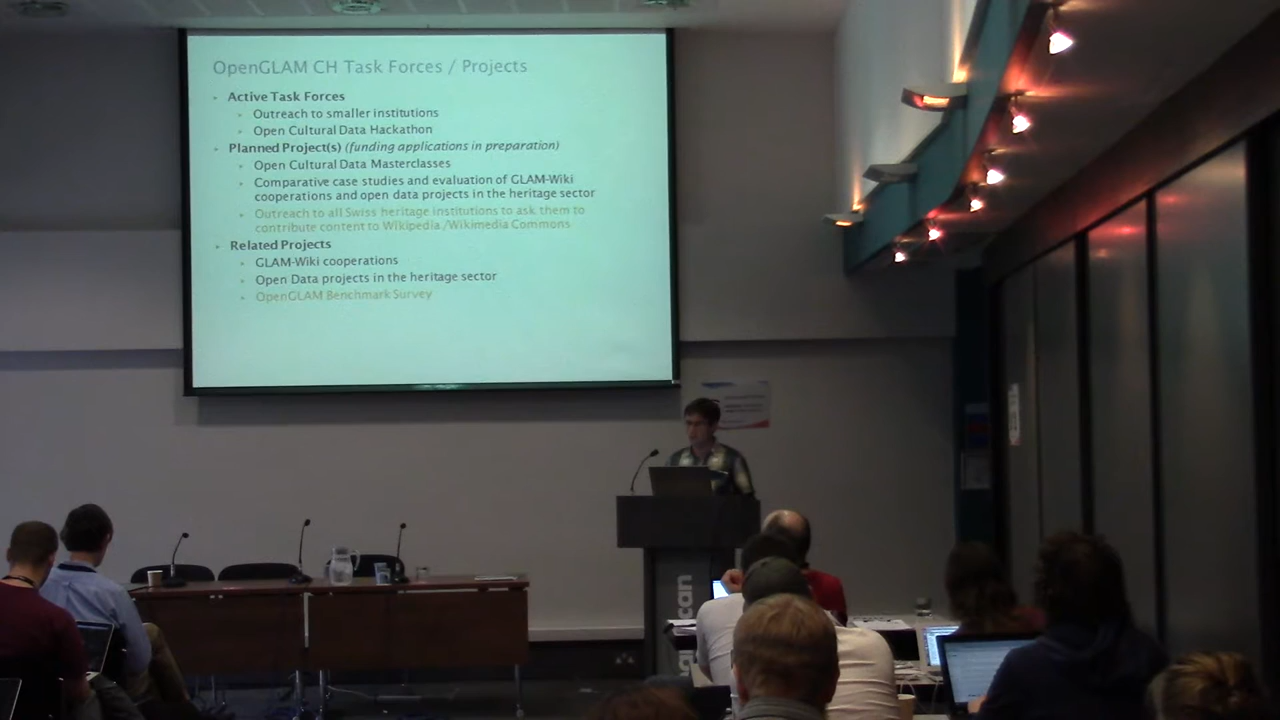 OpenGLAM CH Task Forces / Projects
Active Task Forces
Outreach to smaller institutions
Open Cultural Data Hackathon
Planned Project(s) (funding applications in preparation)
Open Cultural Data Masterclasses
Comparative case studies and evaluation of GLAM-Wiki
cooperations and open data projects in the heritage sector
Outreach to all Swiss heritage institutions to ask them to
contribute content to Wikipedia/Wikimedia Commons
Related Projects
GLAM-Wiki cooperations
Open Data projects in the heritage sector
OpenGLAM Benchmark Survey